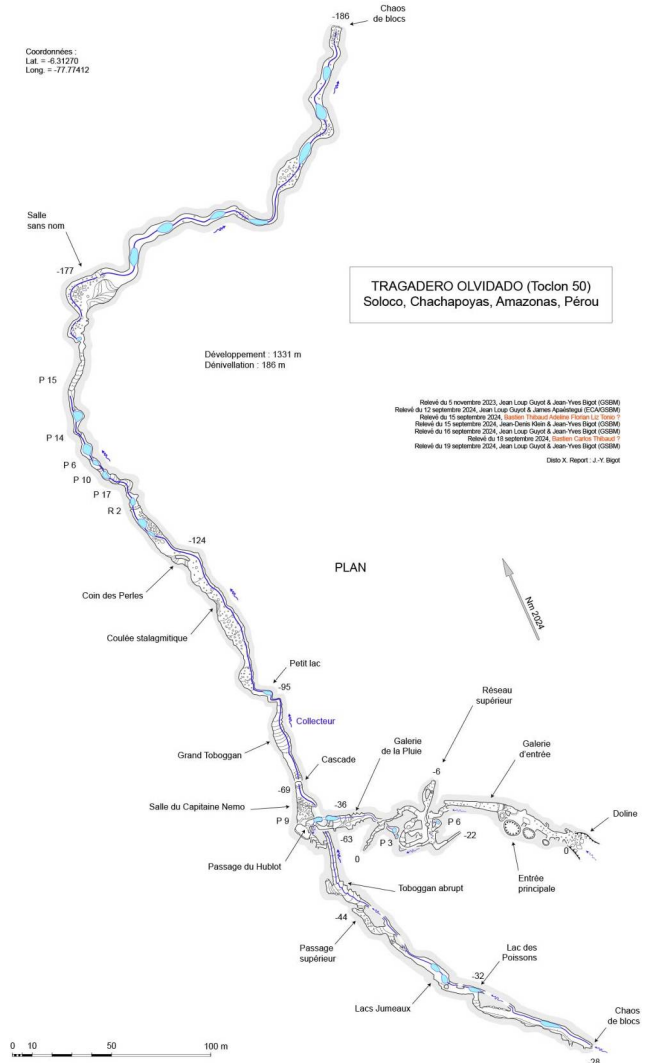 -186
Chaos
de blocs
Coordonnées :
Lat. = -6.31270
Long. = -77.77412
Salle
sans nom
-177
TRAGADERO OLVIDADO (Toclon 50)
Soloco, Chachapoyas, Amazonas, Pérou
Développement : 1331 m
Dénivellation : 186 m
P 15
Relevé du 5 novembre 2023, Jean Loup Guyot & Jean-Yves Bigot (GSBM)
Relevé du 12 septembre 2024, Jean Loup Guyot & James Apaéstegui (ECA/GSBM)
Relevé du 15 septembre 2024, Bastien Thibaud Adeline Florian Liz Tonio ?
Relevé du 15 septembre 2024, Jean-Denis Klein & Jean-Yves Bigot (GSBM)
Relevé du 16 septembre 2024, Jean Loup Guyot & Jean-Yves Bigot (GSBM)
Relevé du 18 septembre 2024, Bastien Carlos Thibaud ?
Relevé du 19 septembre 2024, Jean Loup Guyot & Jean-Yves Bigot (GSBM)
Disto X. Report : J.-Y. Bigot
P 14
P 6
P 10
P 17
R 2
-124
PLAN
Nm 2024
Coin des Perles
Coulée stalagmitique
Petit lac
-95
Collecteur
Réseau
supérieur
Grand Toboggan
Galerie
de la Pluie
Galerie
d'entrée
Cascade
-6
-69
Salle du Capitaine Nemo
-36
P 9
P 3
P 6
-22
Doline
-63
0
0
Passage du Hublot
Entrée
principale
Toboggan abrupt
-44
Passage
supérieur
Lac des
Poissons
-32
Lacs Jumeaux
Chaos
de blocs
-28
0 10 50 100 m